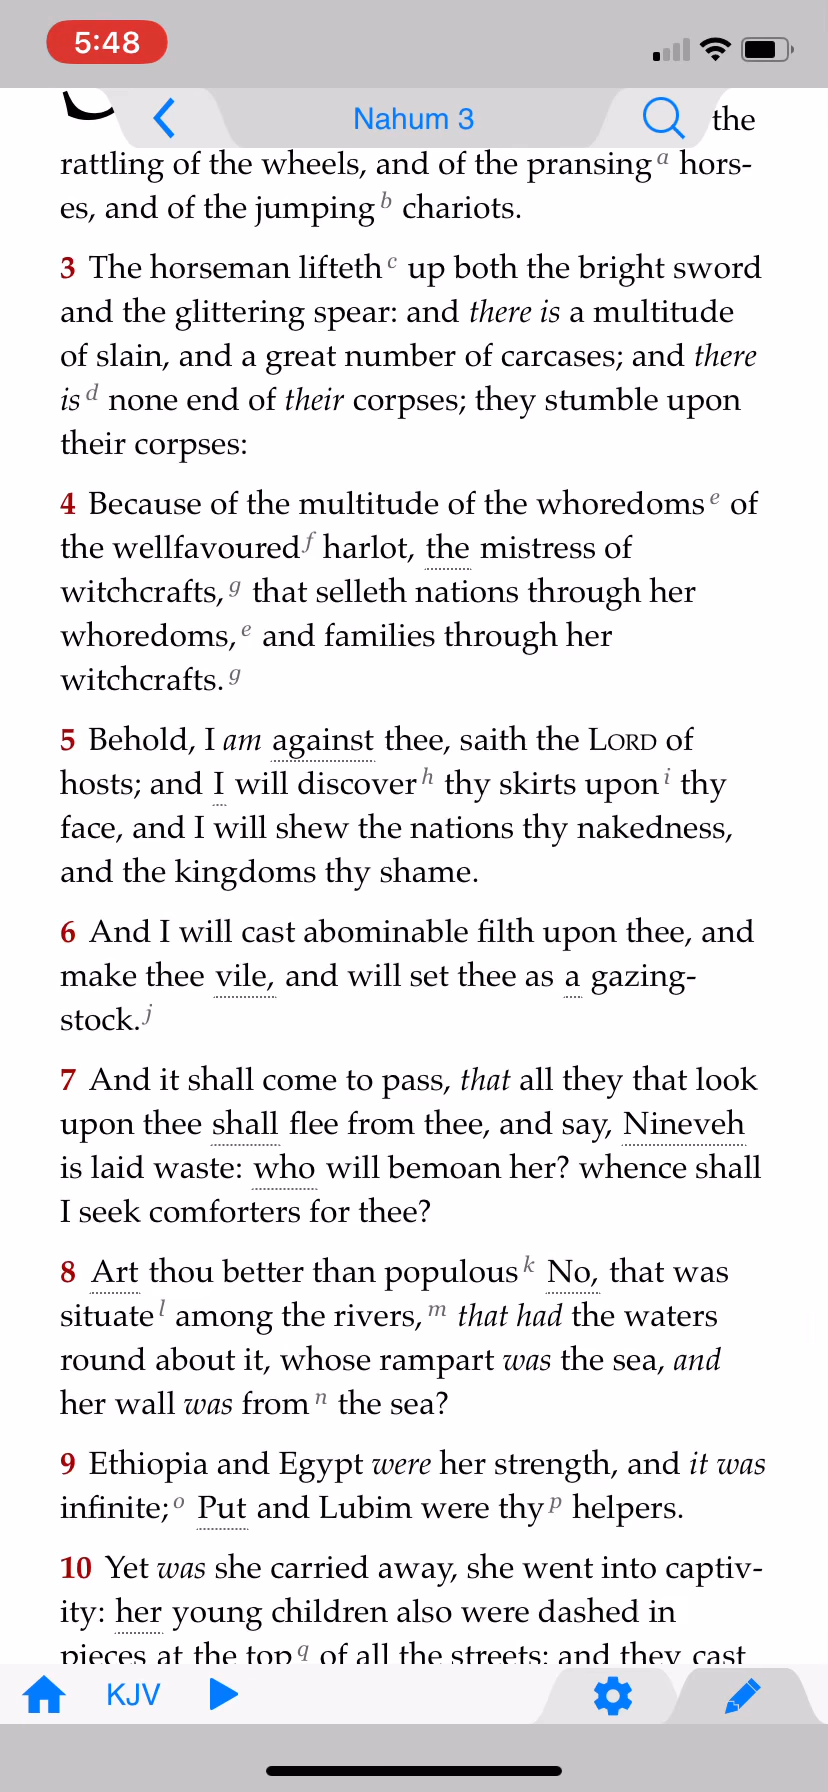 5:48
Nahum 3
the
rattling of the wheels, and of the pransing a hors-
es, and of the jumping b chariots.
3 The horseman lifteth c up both the bright sword
and the glittering spear: and there is a multitude
of slain, and a great number of carcases; and there
is d none end of their corpses; they stumble upon
their corpses:
4 Because of the multitude of the whoredoms e of
the wellfavoured f harlot, the mistress of
witchcrafts, g that selleth nations through her
whoredoms, e and families through her
witchcrafts. g
5 Behold, I am against thee, saith the LORD of
hosts; and I will discover h thy skirts upon i thy
face, and I will shew the nations thy nakedness,
and the kingdoms thy shame.
6 And I will cast abominable filth upon thee, and
make thee vile, and will set thee as a gazing-
stock. j
7 And it shall come to pass, that all they that look
upon thee shall flee from thee, and say, Nineveh
is laid waste: who will bemoan her? whence shall
I seek comforters for thee?
8 Art thou better than populous k No, that was
situate l among the rivers, m that had the waters
round about it, whose rampart was the sea, and
her wall was from n the sea?
9 Ethiopia and Egypt were her strength, and it was
infinite; o Put and Lubim were thy p helpers.
10 Yet was she carried away, she went into captiv-
ity: her young children also were dashed in
pieces at the top q of all the streets: and they cast
KJV